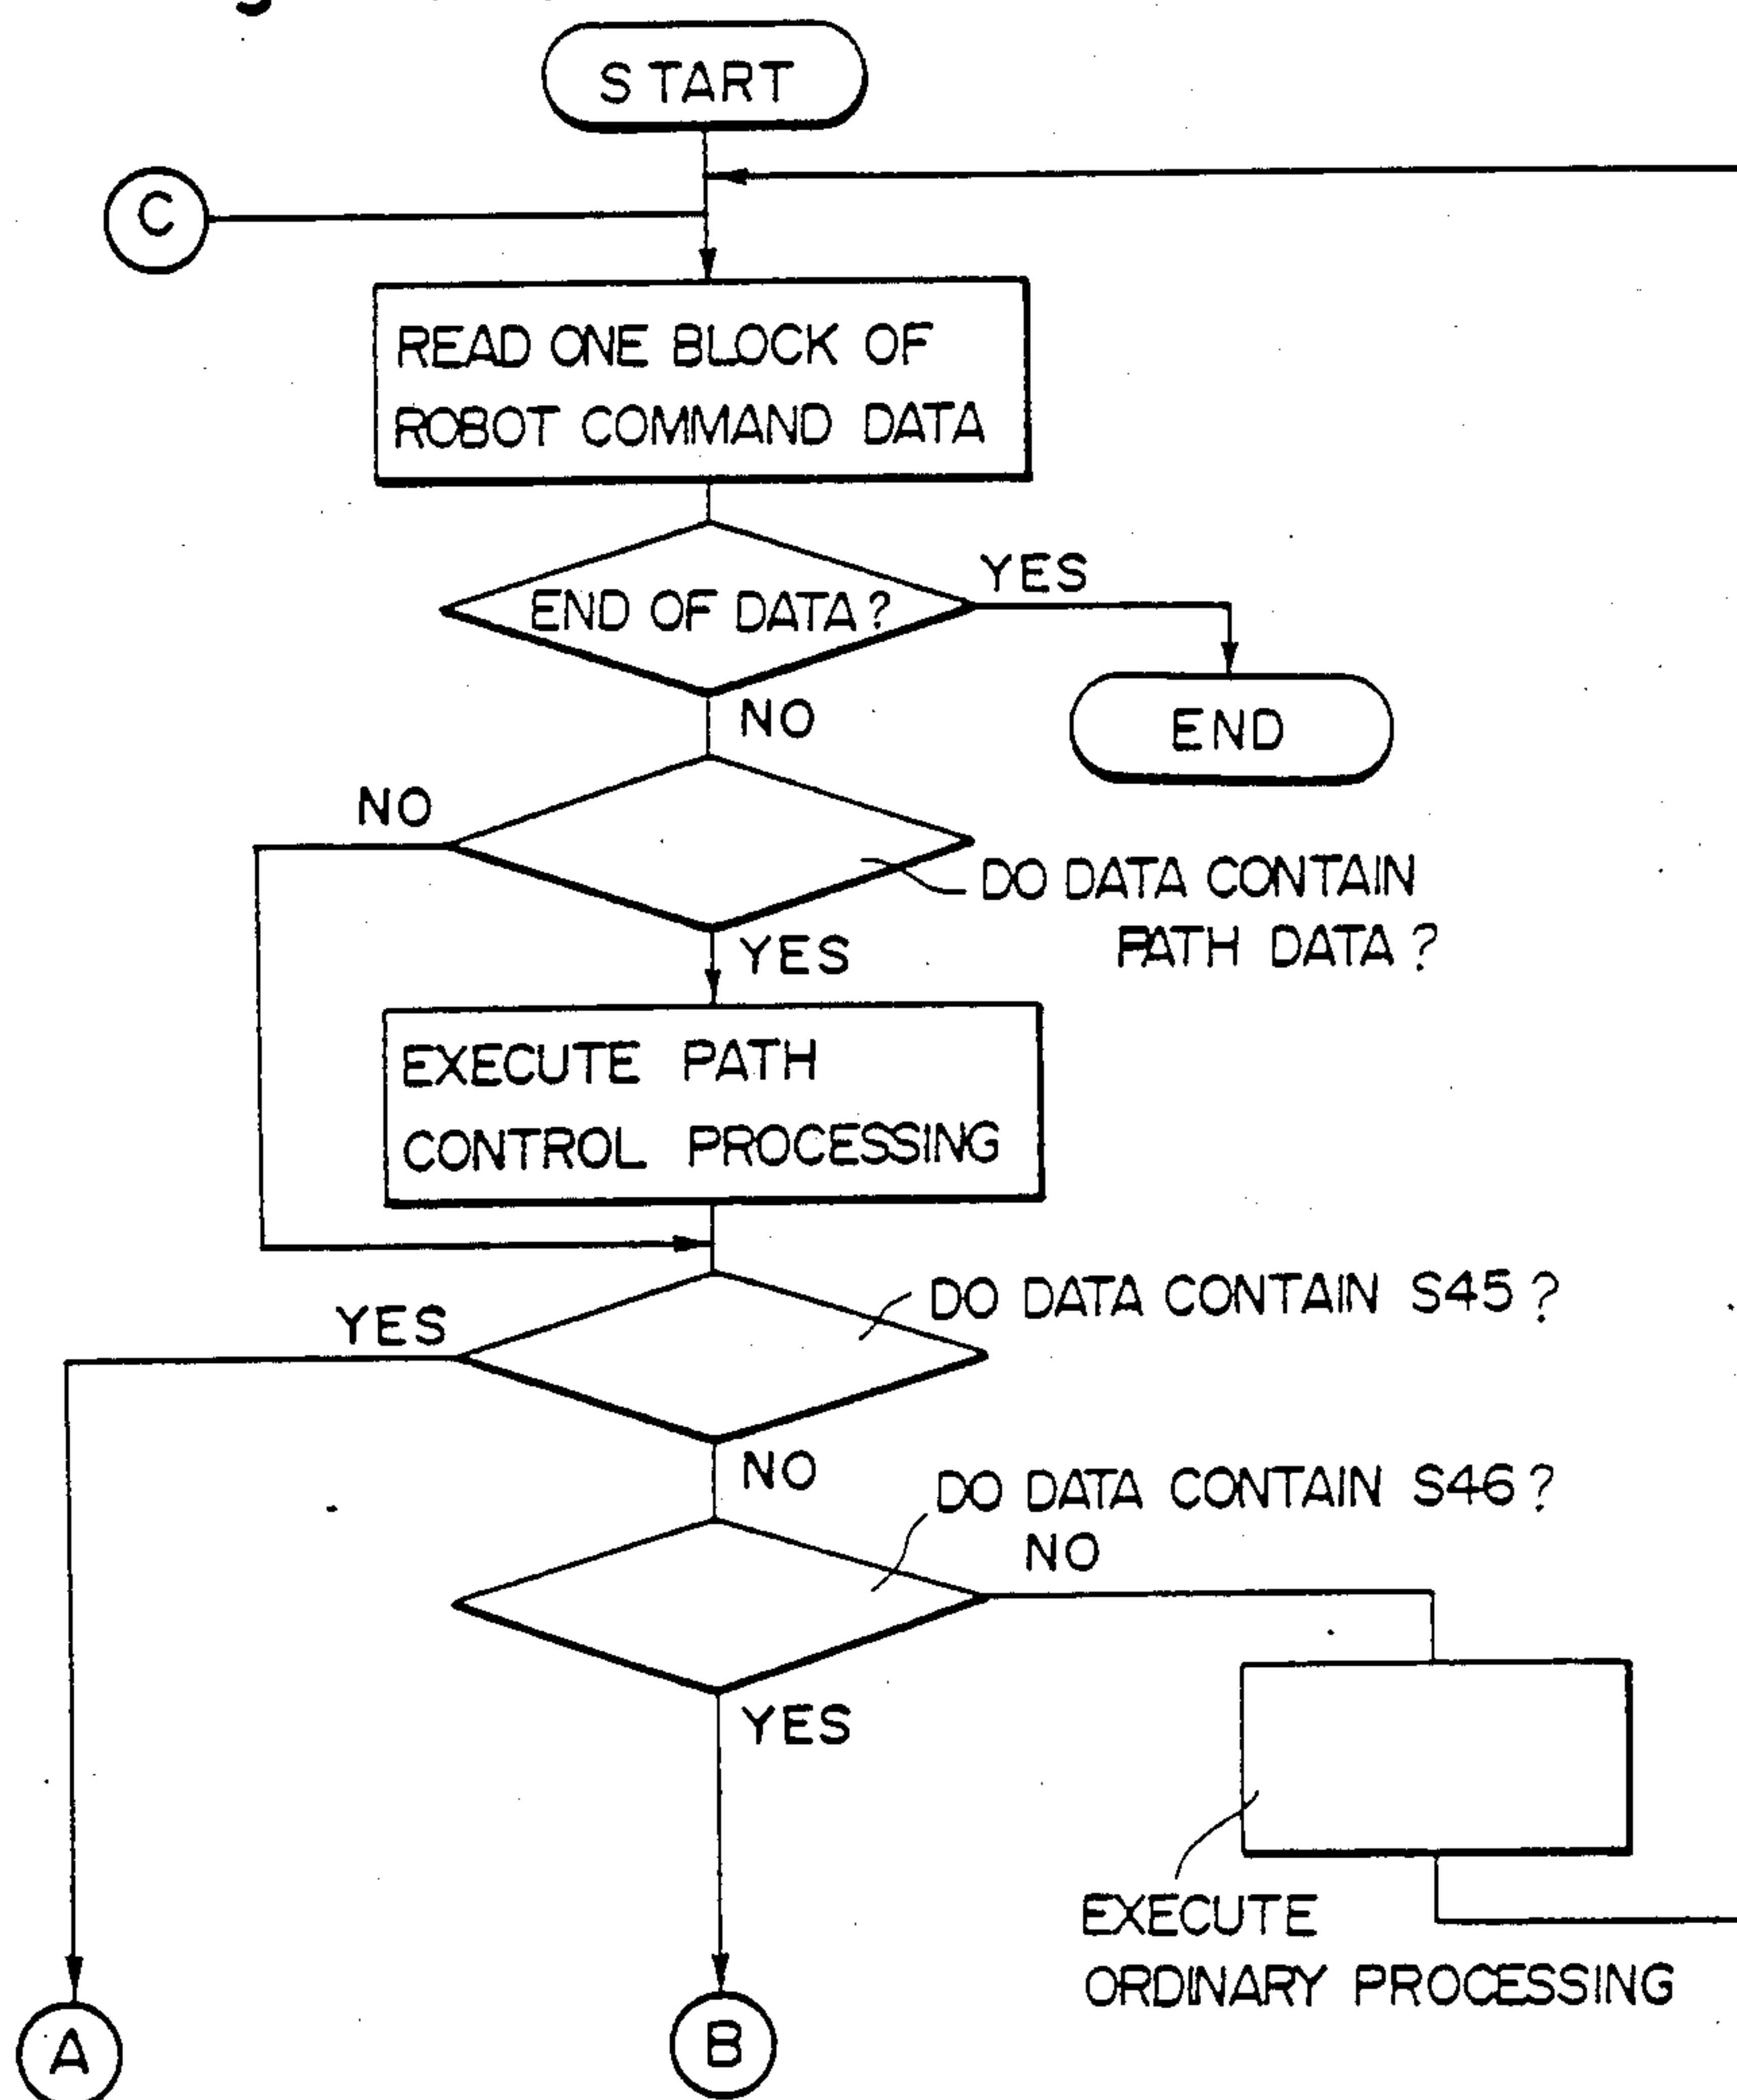 START
C
READ ONE BLOCK OF
ROBOT COMMAND DATA
YES
END OF DATA?
NO
END
NO
DO DATA CONTAIN
PATH DATA?
YES
EXECUTE PATH
CONTROL PROCESSING
DO DATA CONTAIN S45?
YES
NO
DO DATA CONTAIN S46?
NO
YES
EXECUTE
ORDINARY PROCESSING
A
B